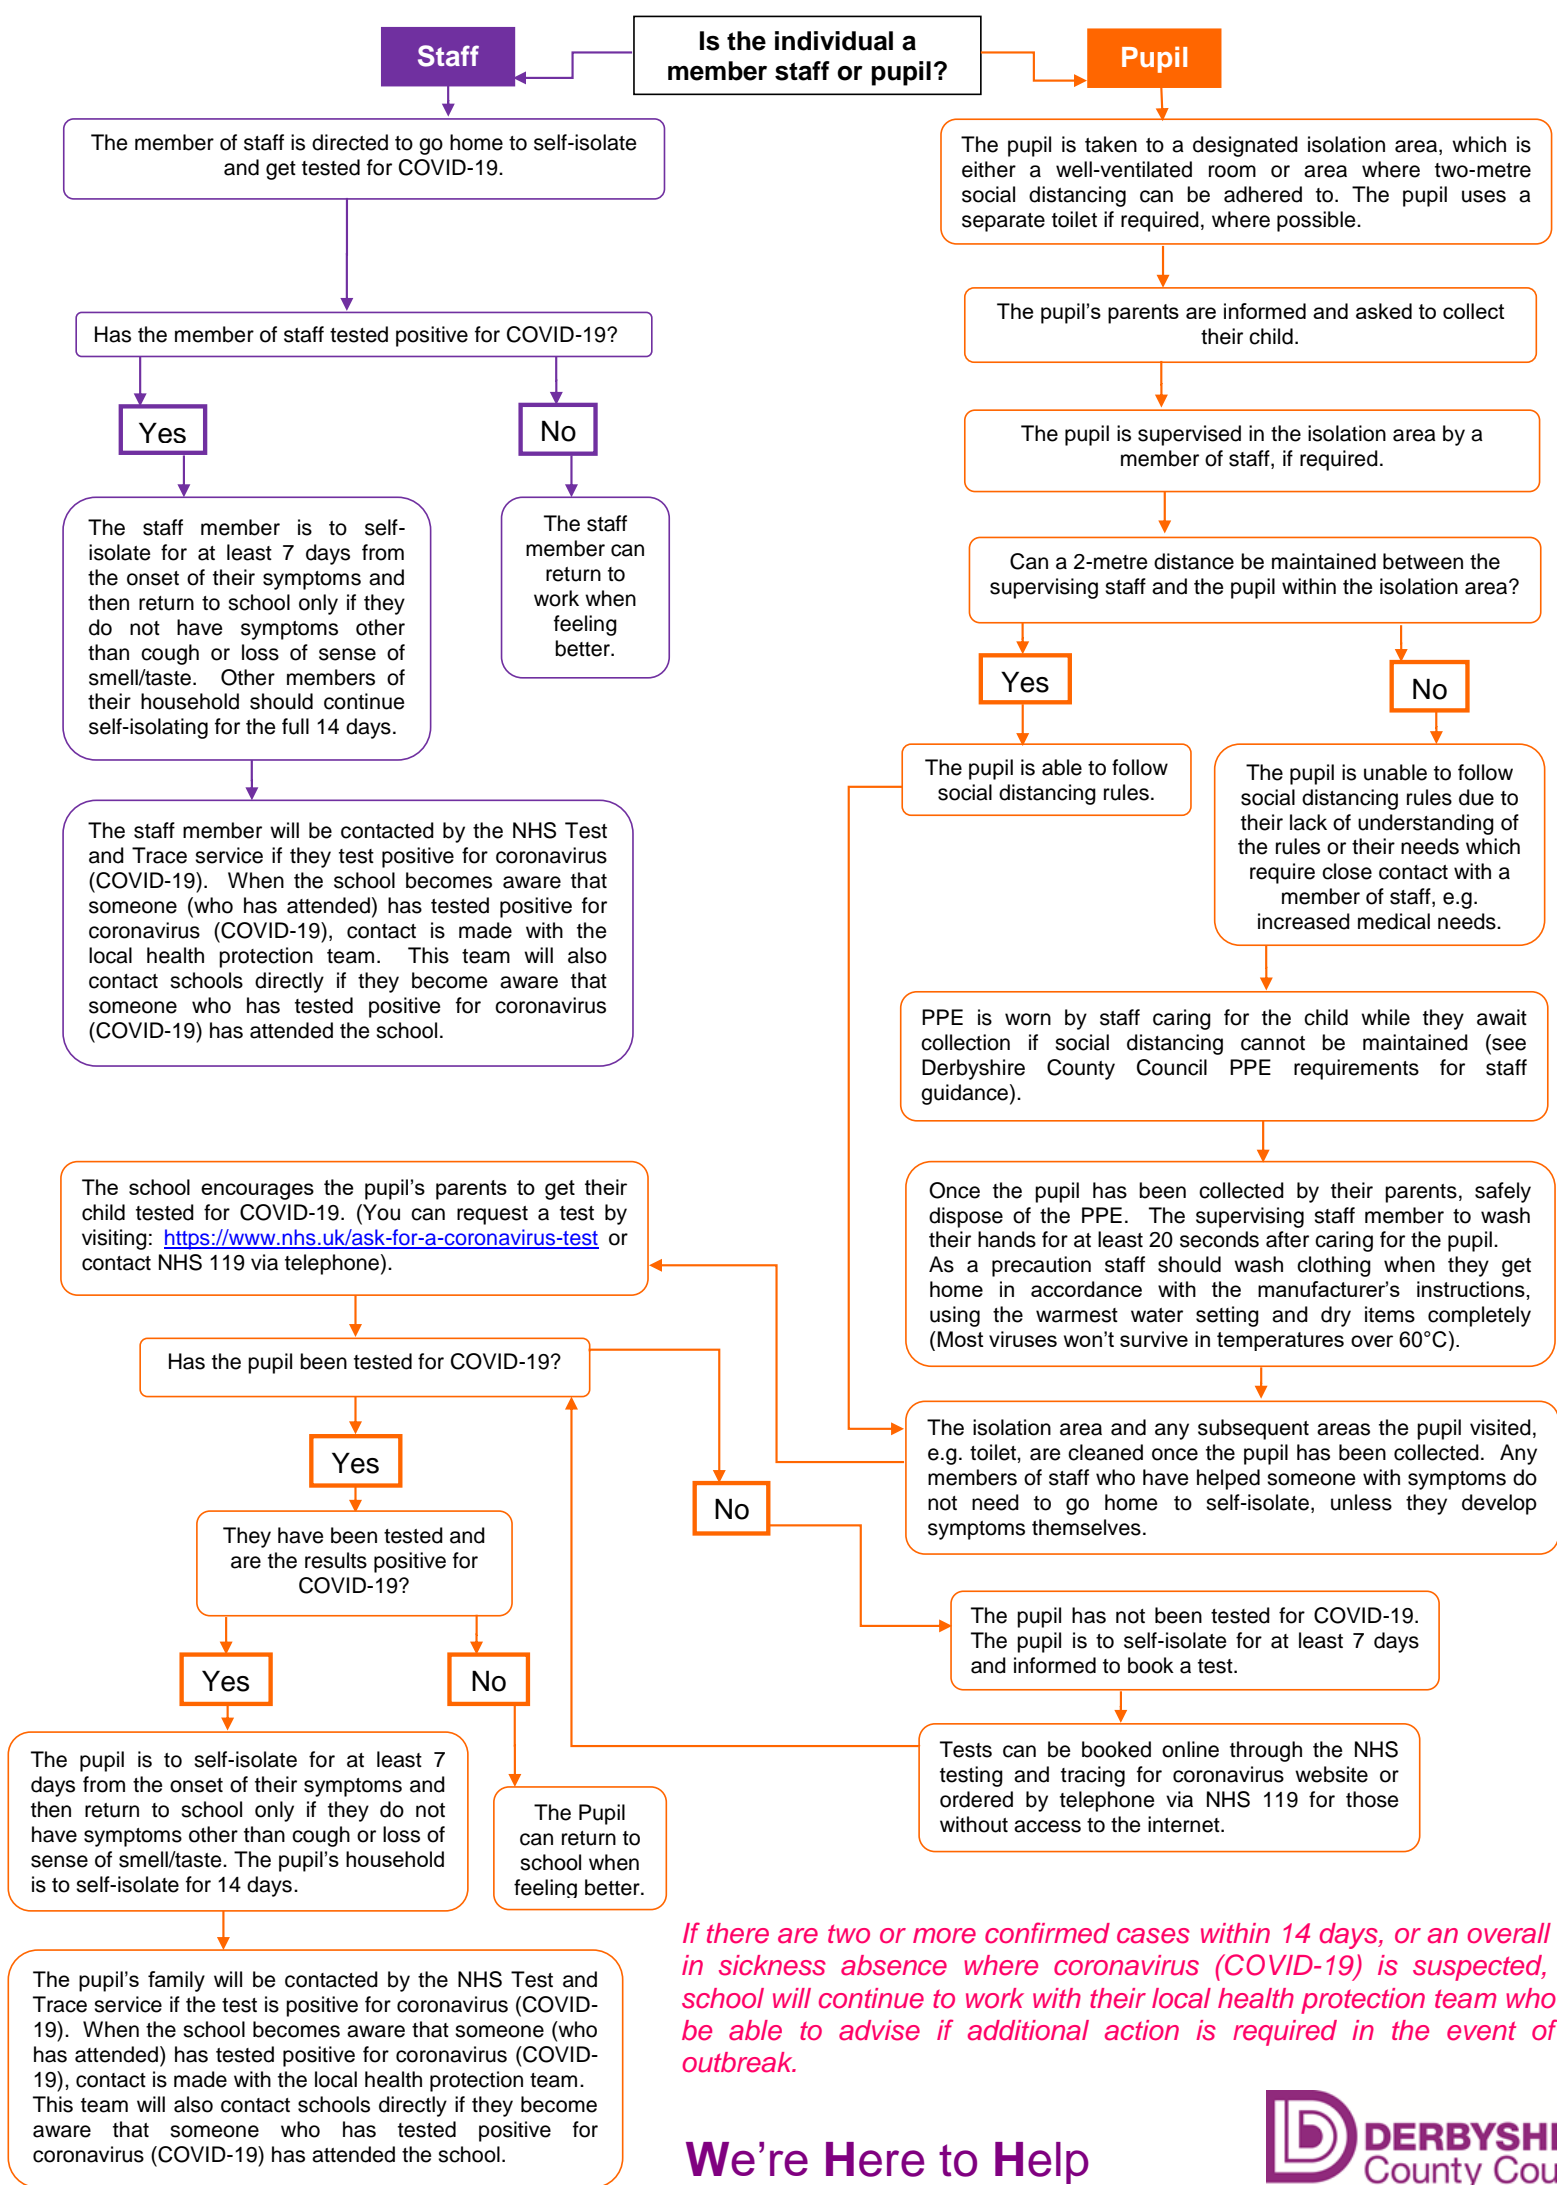 Is the individual a
member staff or pupil?
Staff
Pupil
The member of staff is directed to go home to self-isolate
and get tested for COVID-19.
Has the member of staff tested positive for COVID-19?
Yes
No
The staff member is to self-
isolate for at least 7 days from
the onset of their symptoms and
then return to school only if they
do not have symptoms other
than cough or loss of sense of
smell/taste. Other members of
their household should continue
self-isolating for the full 14 days.
The staff
member can
return to
work when
feeling
better.
The staff member will be contacted by the NHS Test
and Trace service if they test positive for coronavirus
(COVID-19). When the school becomes aware that
someone (who has attended) has tested positive for
coronavirus (COVID-19), contact is made with the
local health protection team. This team will also
contact schools directly if they become aware that
someone who has tested positive for coronavirus
(COVID-19) has attended the school.
The pupil is taken to a designated isolation area, which is
either a well-ventilated room or area where two-metre
social distancing can be adhered to. The pupil uses a
separate toilet if required, where possible.
The pupil's parents are informed and asked to collect
their child.
The pupil is supervised in the isolation area by a
member of staff, if required.
Can a 2-metre distance be maintained between the
supervising staff and the pupil within the isolation area?
Yes
No
The pupil is able to follow
social distancing rules.
The pupil is unable to follow
social distancing rules due to
their lack of understanding of
the rules or their needs which
require close contact with a
member of staff, e.g.
increased medical needs.
PPE is worn by staff caring for the child while they await
collection if social distancing cannot be maintained (see
Derbyshire County Council PPE requirements for staff
guidance).
Once the pupil has been collected by their parents, safely
dispose of the PPE. The supervising staff member to wash
their hands for at least 20 seconds after caring for the pupil.
As a precaution staff should wash clothing when they get
home in accordance with the manufacturer's instructions,
using the warmest water setting and dry items completely
(Most viruses won't survive in temperatures over 60°C).
The isolation area and any subsequent areas the pupil visited,
e.g. toilet, are cleaned once the pupil has been collected. Any
members of staff who have helped someone with symptoms do
not need to go home to self-isolate, unless they develop
symptoms themselves.
The school encourages the pupil's parents to get their
child tested for COVID-19. (You can request a test by
visiting: https://www.nhs.uk/ask-for-a-coronavirus-test or
contact NHS 119 via telephone).
Has the pupil been tested for COVID-19?
Yes
No
They have been tested and
are the results positive for
COVID-19?
The pupil has not been tested for COVID-19.
The pupil is to self-isolate for at least 7 days
and informed to book a test.
Tests can be booked online through the NHS
testing and tracing for coronavirus website or
ordered by telephone via NHS 119 for those
without access to the internet.
Yes
No
The pupil is to self-isolate for at least 7
days from the onset of their symptoms and
then return to school only if they do not
have symptoms other than cough or loss of
sense of smell/taste. The pupil's household
is to self-isolate for 14 days.
The Pupil
can return to
school when
feeling better.
The pupil's family will be contacted by the NHS Test and
Trace service if the test is positive for coronavirus (COVID-
19). When the school becomes aware that someone (who
has attended) has tested positive for coronavirus (COVID-
19), contact is made with the local health protection team.
This team will also contact schools directly if they become
aware that someone who has tested positive for
coronavirus (COVID-19) has attended the school.
If there are two or more confirmed cases within 14 days, or an overall
in sickness absence where coronavirus (COVID-19) is suspected,
school will continue to work with their local health protection team who
be able to advise if additional action is required in the event of
outbreak.
We're Here to Help
DERBYSHI
County Cou